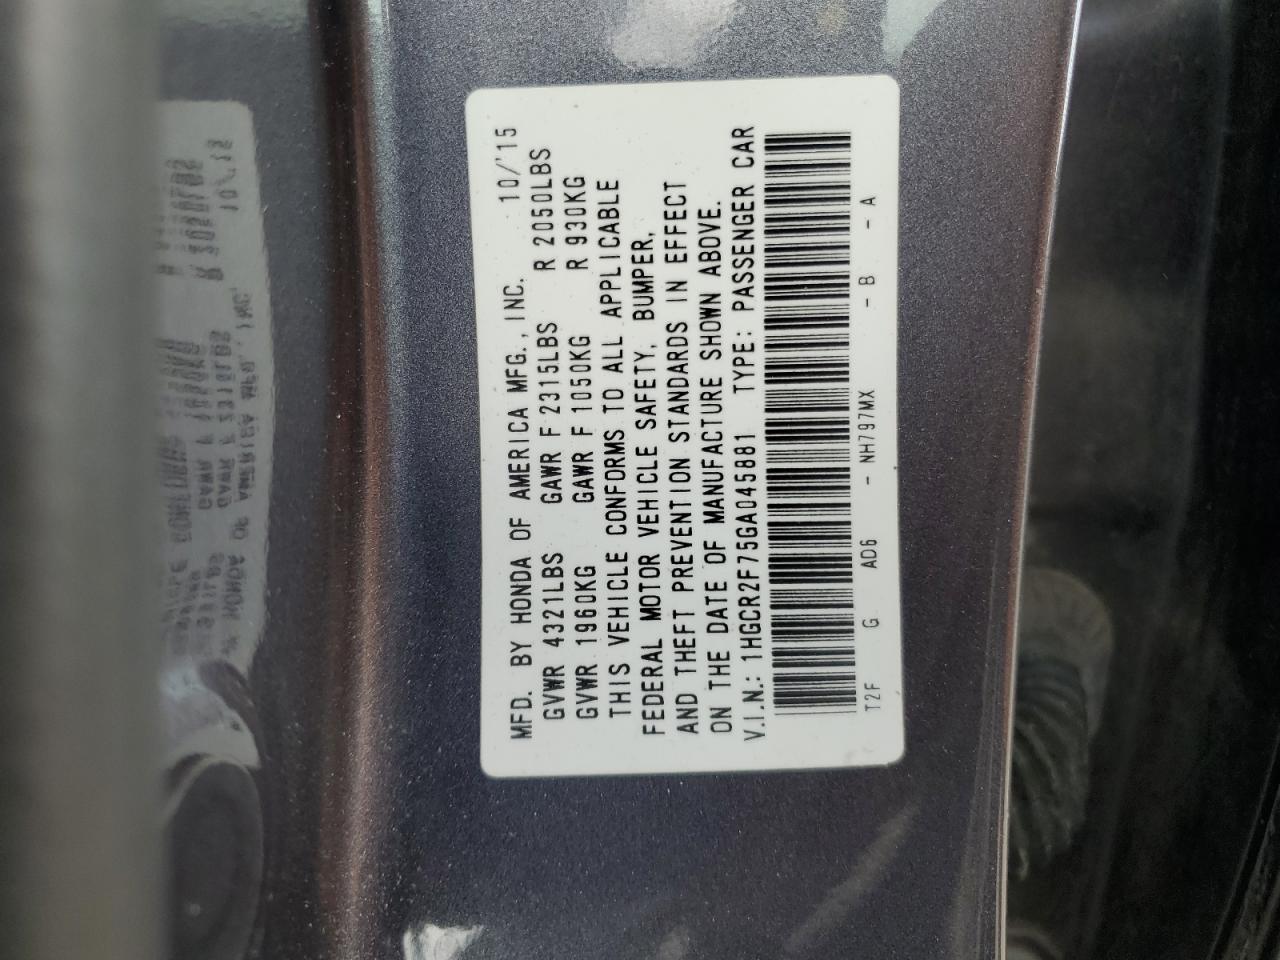 MFD. BY HONDA OF AMERICA MFG., INC. 10/'15
GVWR 4321LBS GAWR F 2315LBS R 2050LBS
GVWR 1960KG GAWR F 1050KG R 930KG
THIS VEHICLE CONFORMS TO ALL APPLICABLE
FEDERAL MOTOR VEHICLE SAFETY, BUMPER,
AND THEFT PREVENTION STANDARDS IN EFFECT
ON THE DATE OF MANUFACTURE SHOWN ABOVE.
V.I.N.: 1HGCR2F75GA045881 TYPE: PASSENGER CAR
T2F G AD6 - NH797MX - B - A